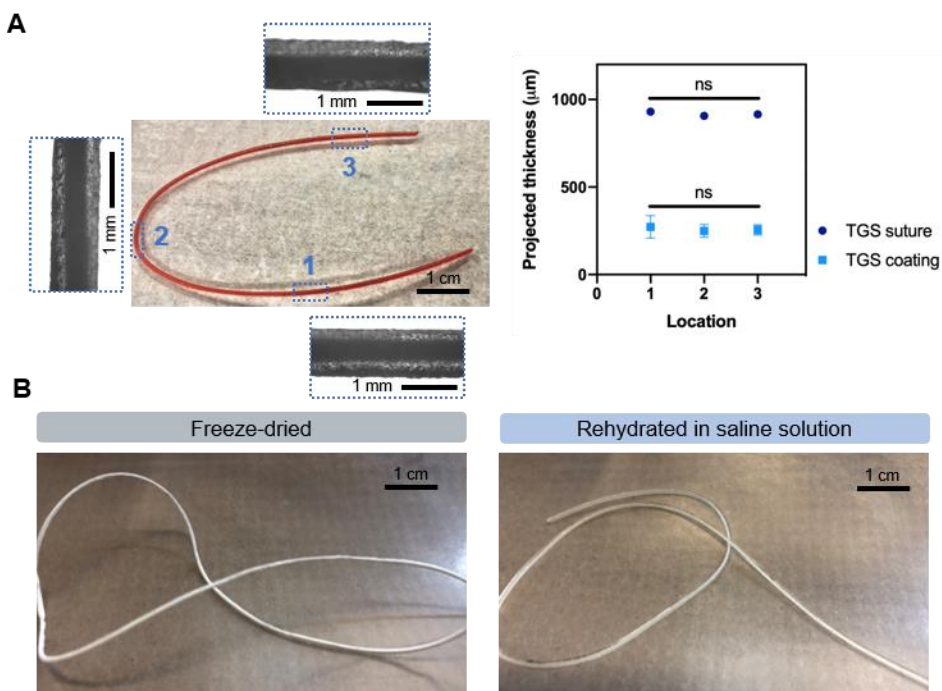 A
1 mm
1 mm
3
2
1
1 cm
1 mm
Projected thickness (μm)
1000
500
0
ns
ns
0
1
2
3
Location
TGS suture
TGS coating
B
Freeze-dried
1 cm
Rehydrated in saline solution
1 cm